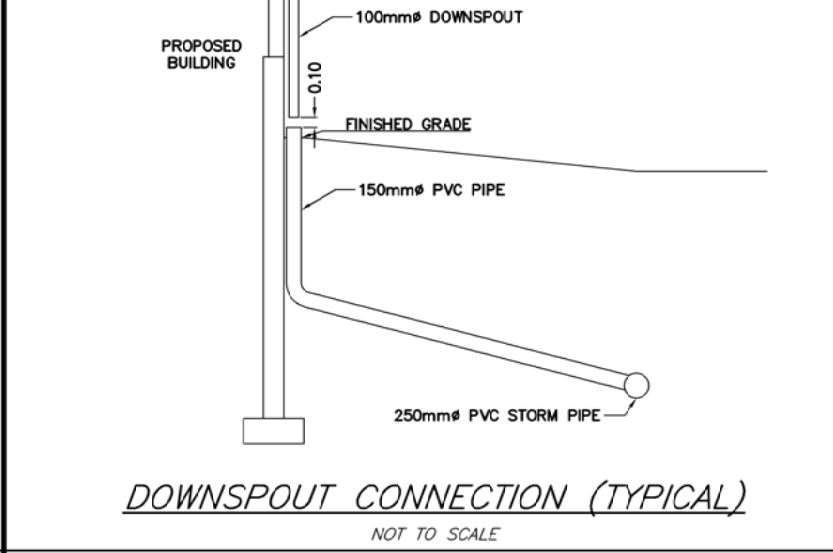 100mmø DOWNSPOUT
PROPOSED
BUILDING
0.10
FINISHED GRADE
150mmø PVC PIPE
250mmø PVC STORM PIPE
DOWNSPOUT CONNECTION (TYPICAL)
NOT TO SCALE